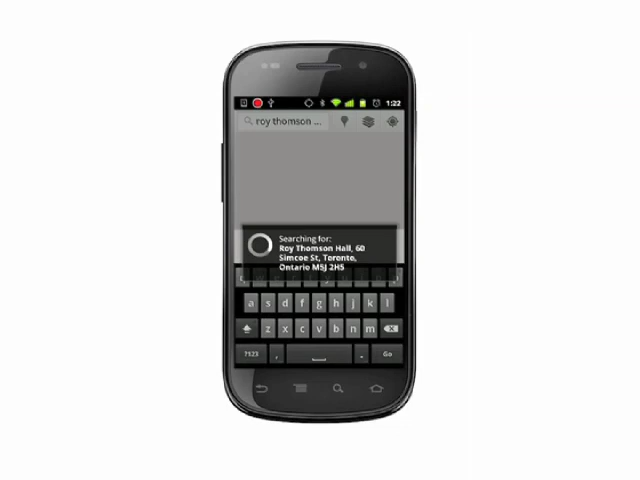 1:22
roy thomson ...
Searching for:
Roy Thomson Hall, 60
Simcoe St, Toronto,
Ontario M5J 2H5
a s d f g h j k l
z x c v b n m
?123 , . Go